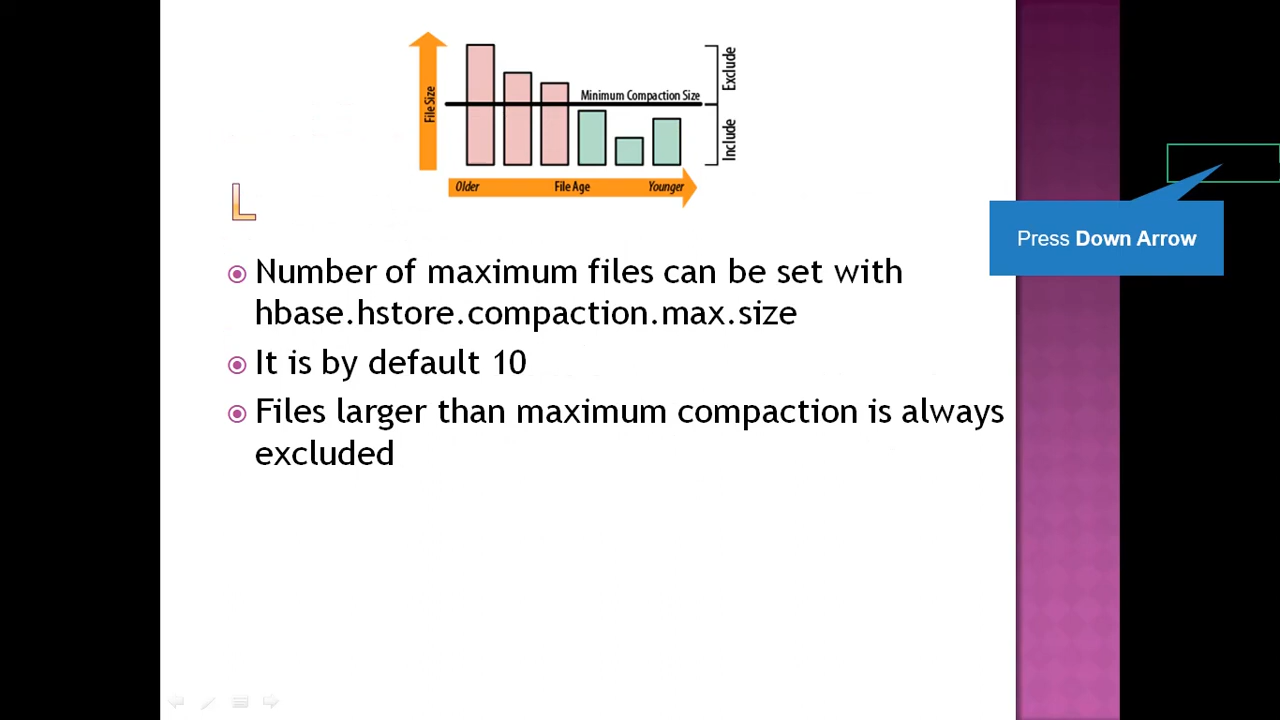 Exclude
Minimum Compaction Size
File Size
Include
Older File Age Younger
L
Press Down Arrow
Number of maximum files can be set with
hbase.hstore.compaction.max.size
It is by default 10
Files larger than maximum compaction is always
excluded